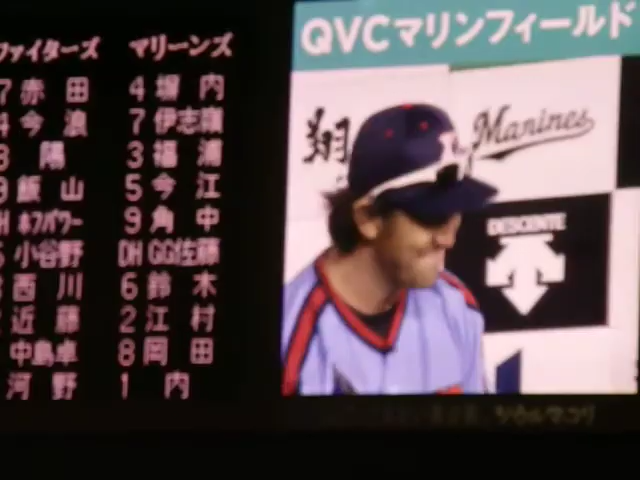 ファイターズ マリーンズ
7 赤田 4 堀内
4 今浪 7 伊志嶺
8 陽 3 福浦
9 飯山 5 今江
H ホフパワー 9 角中
5 小谷野 DH GG佐藤
西川 6 鈴木
近藤 2 江村
中島卓 8 岡田
河野 1
QVCマリンフィールド
翔
Marines
DESCENTE